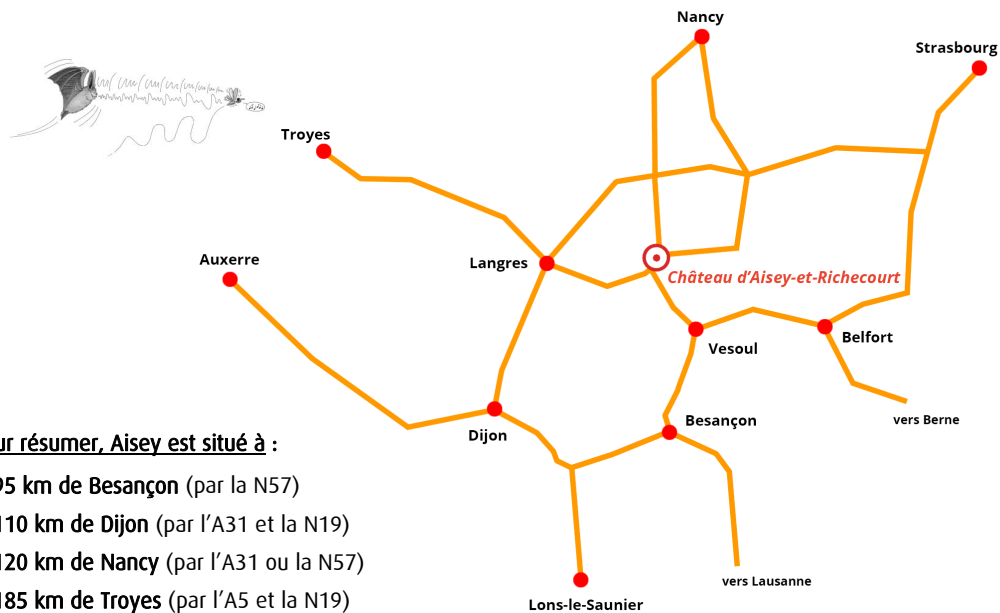 Nancy
Strasbourg
Troyes
Auxerre
Langres
Château d'Aisey-et-Richecourt
Vesoul
Belfort
Dijon
Besançon
vers Berne
ur résumer, Aisey est situé à :
95 km de Besançon (par la N57)
110 km de Dijon (par l'A31 et la N19)
120 km de Nancy (par l'A31 ou la N57)
185 km de Troyes (par l'A5 et la N19)
vers Lausanne
Lons-le-Saunier